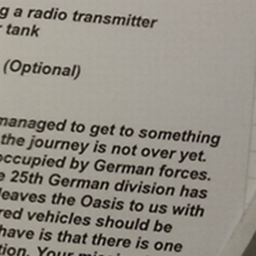 g a radio transmitter
tank
(Optional)
managed to get to something
the journey is not over yet.
occupied by German forces.
25th German division has
leaves the Oasis to us with
red vehicles should be
have is that there is one
tion. Your